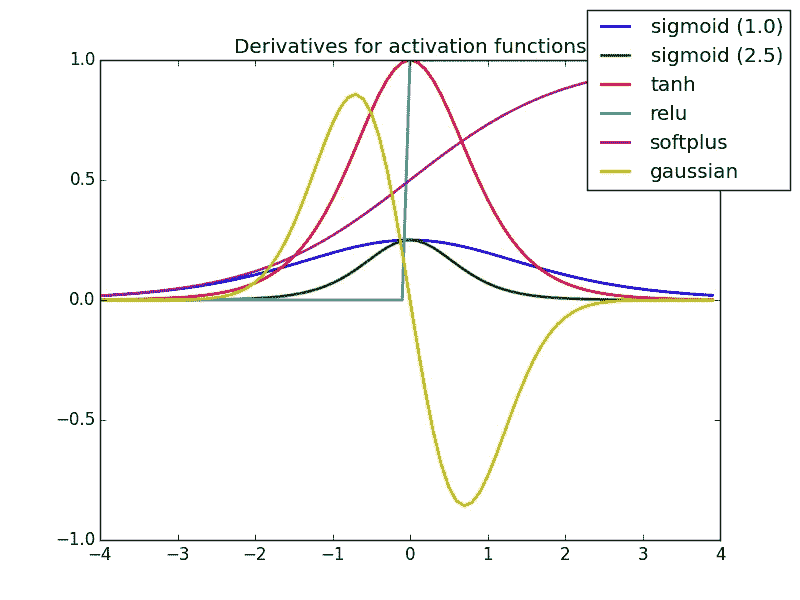 Derivatives for activation functions
sigmoid (1.0)
sigmoid (2.5)
tanh
relu
softplus
gaussian
1.0
0.5
0.0
−0.5
−1.0
−4 −3 −2 −1 0 1 2 3 4